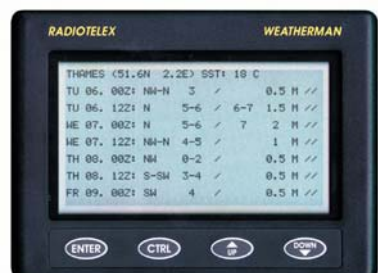 RADIOTELEX WEATHERMAN
THAMES (51.6N 2.2E) SST: 18 C
TU 06. 00Z: NW-N 3 / 0.5 M //
TU 06. 12Z: N 5-6 / 6-7 1.5 M //
WE 07. 00Z: N 5-6 / 7 2 M //
WE 07. 12Z: NW-N 4-5 / 1 M //
TH 08. 00Z: NW 0-2 / 0.5 M //
TH 08. 12Z: S-SW 3-4 / 0.5 M //
FR 09. 00Z: SW 4 / 0.5 M //
ENTER CTRL UP DOWN